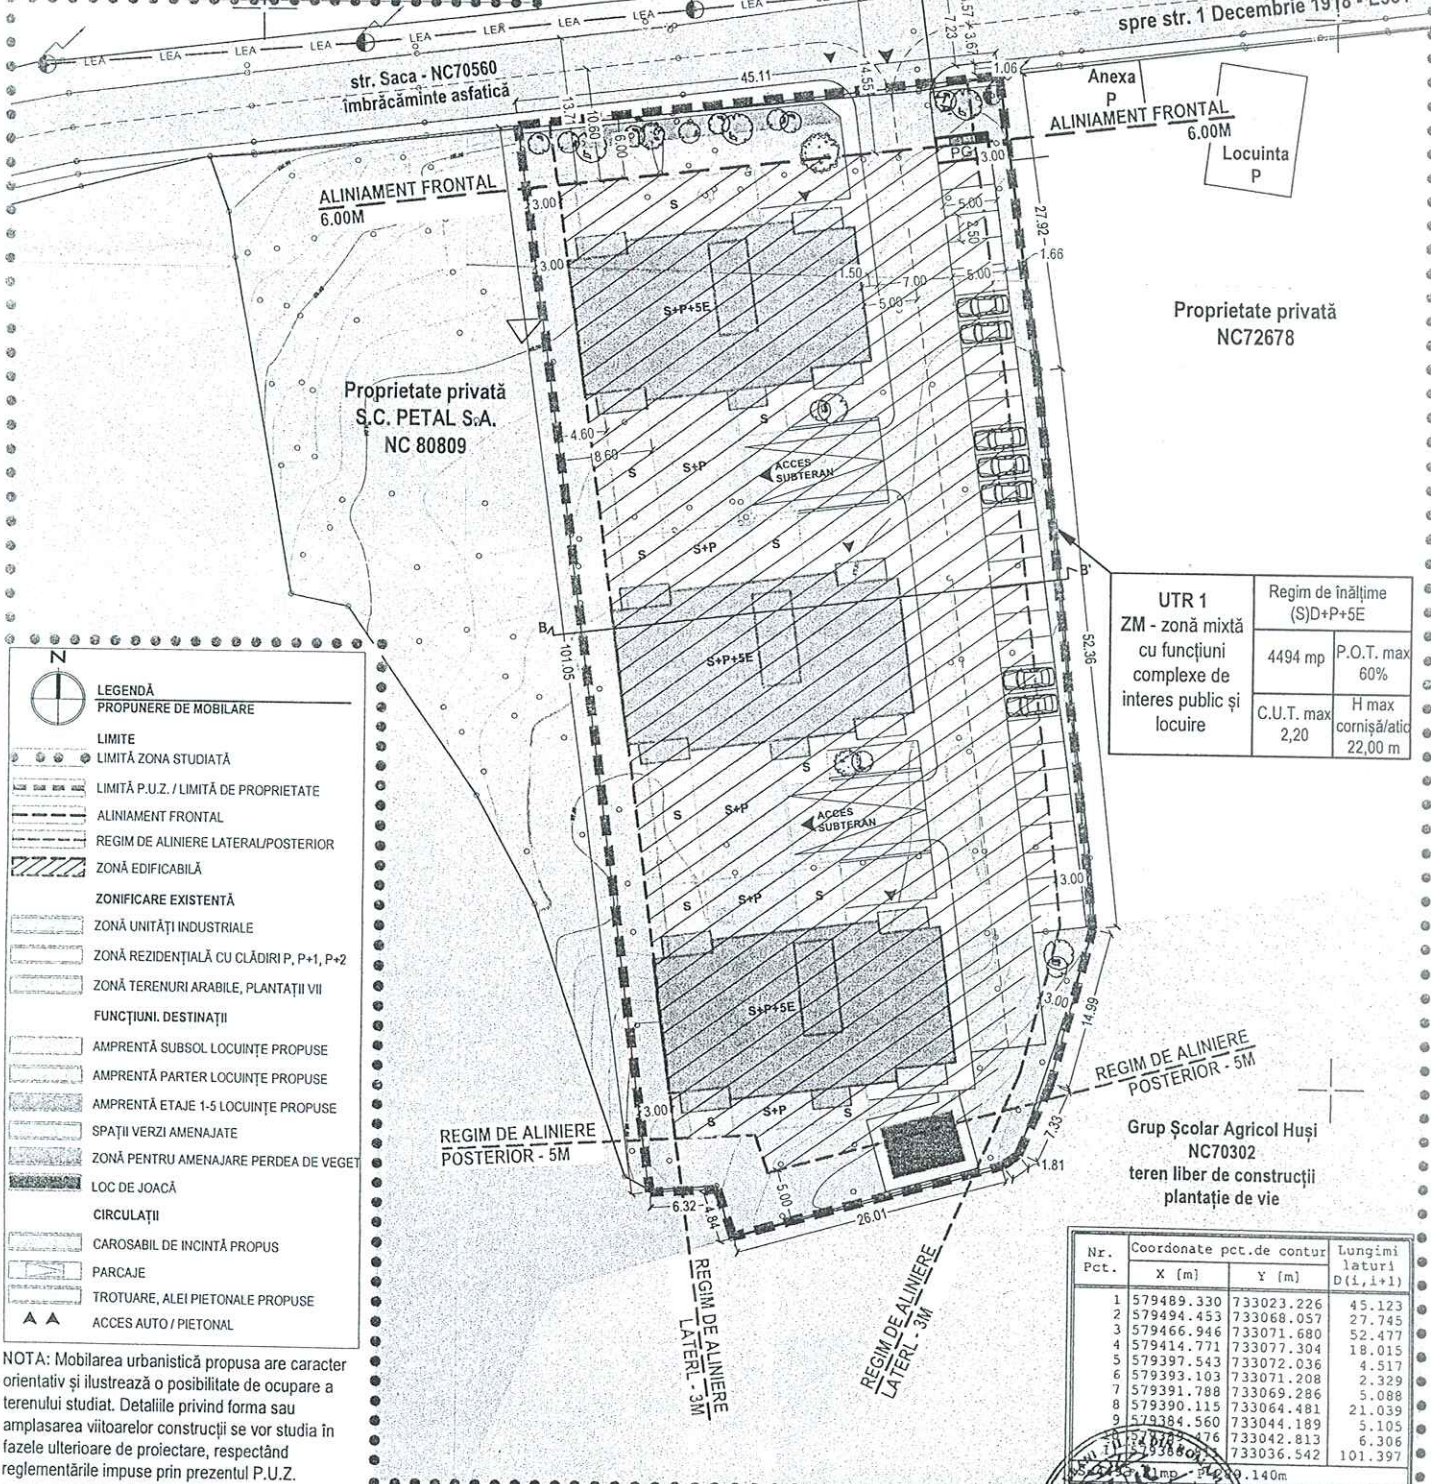 LEA LEA LEA LEA LEA LEA LEA LEA
spre str. 1 Decembrie 1918 -
str. Saca - NC70560
îmbrăcăminte asfatică
45.11
14.55
7.23
3.67
1.06
13.71
10.60
6.00
Anexa
P
ALINIAMENT FRONTAL
6.00M
Locuinta
P
ALINIAMENT FRONTAL
6.00M
PG
3.00
3.00
S
5.00
2.50
27.92
3.00
1.50
7.00
5.00
5.00
1.66
S+P+5E
Proprietate privată
NC72678
Proprietate privată
S.C. PETAL S.A.
NC 80809
4.60
8.60
S
S
S+P
ACCES
SUBTERAN
S
S+P
S
B
B'
101.05
52.36
S+P+5E
UTR 1
ZM - zonă mixtă
cu funcțiuni
complexe de
interes public și
locuire
Regim de înălțime
(S)D+P+5E
4494 mp
P.O.T. max
60%
C.U.T. max
2,20
H max
cornișă/atic
22,00 m
S
S
S+P
ACCES
SUBTERAN
S
S+P
S
3.00
S+P+5E
3.00
14.99
3.00
S
S+P
S
REGIM DE ALINIERE
POSTERIOR - 5M
REGIM DE ALINIERE
POSTERIOR - 5M
7.33
1.81
5.00
6.32
4.84
26.01
REGIM DE ALINIERE
LATERL - 3M
REGIM DE ALINIERE
LATERL - 3M
Grup Școlar Agricol Huși
NC70302
teren liber de construcții
plantație de vie
N
LEGENDĂ
PROPUNERE DE MOBILARE
LIMITE
LIMITĂ ZONA STUDIATĂ
LIMITĂ P.U.Z. / LIMITĂ DE PROPRIETATE
ALINIAMENT FRONTAL
REGIM DE ALINIERE LATERAL/POSTERIOR
ZONĂ EDIFICABILĂ
ZONIFICARE EXISTENTĂ
ZONĂ UNITĂȚI INDUSTRIALE
ZONĂ REZIDENȚIALĂ CU CLĂDIRI P, P+1, P+2
ZONĂ TERENURI ARABILE, PLANTAȚII VII
FUNCȚIUNI. DESTINAȚII
AMPRENTĂ SUBSOL LOCUINȚE PROPUSE
AMPRENTĂ PARTER LOCUINȚE PROPUSE
AMPRENTĂ ETAJE 1-5 LOCUINȚE PROPUSE
SPAȚII VERZI AMENAJATE
ZONĂ PENTRU AMENAJARE PERDEA DE VEGET
LOC DE JOACĂ
CIRCULAȚII
CAROSABIL DE INCINTĂ PROPUS
PARCAJE
TROTUARE, ALEI PIETONALE PROPUSE
ACCES AUTO / PIETONAL
NOTA: Mobilarea urbanistică propusa are caracter
orientativ și ilustrează o posibilitate de ocupare a
terenului studiat. Detaliile privind forma sau
amplasarea viitoarelor construcții se vor studia în
fazele ulterioare de proiectare, respectând
reglementările impuse prin prezentul P.U.Z.
Nr. Pct. Coordonate pct.de contur Lungimi laturi D(i,i+1)
X [m] Y [m]
1 579489.330 733023.226 45.123
2 579494.453 733068.057 27.745
3 579466.946 733071.680 52.477
4 579414.771 733077.304 18.015
5 579397.543 733072.036 4.517
6 579393.103 733071.208 2.329
7 579391.788 733069.286 5.088
8 579390.115 733064.481 21.039
9 579384.560 733044.189 5.105
733042.813 6.306
733036.542 101.397